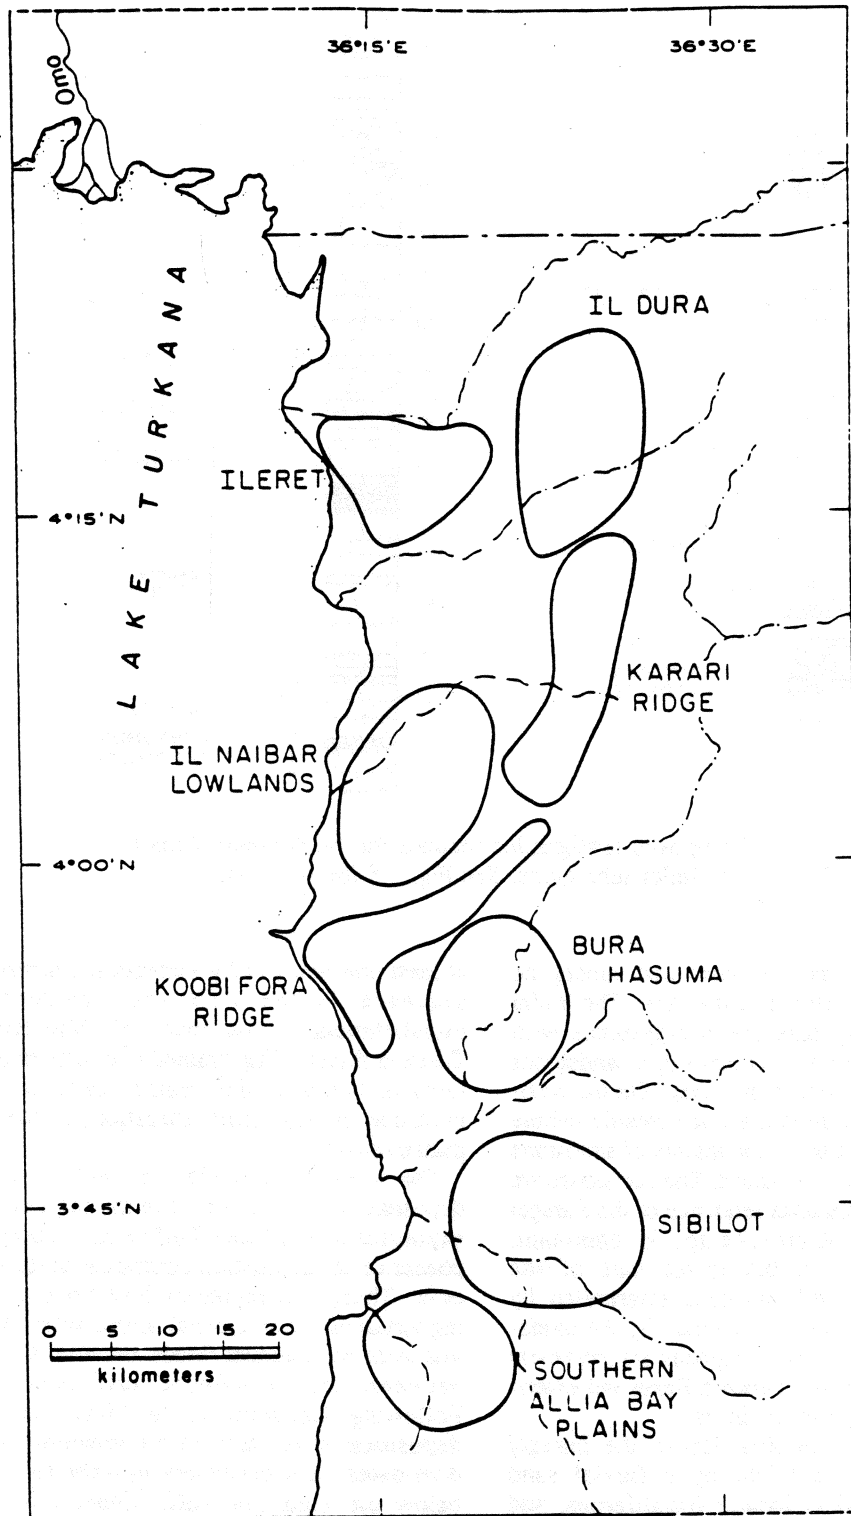 36°15'E
36°30'E
Omo
IL DURA
LAKE TURKANA
ILERET
4°15'N
KARARI
RIDGE
IL NAIBAR
LOWLANDS
4°00'N
BURA
HASUMA
KOOBI FORA
RIDGE
3°45'N
SIBILOT
0 5 10 15 20
kilometers
SOUTHERN
ALLIA BAY
PLAINS